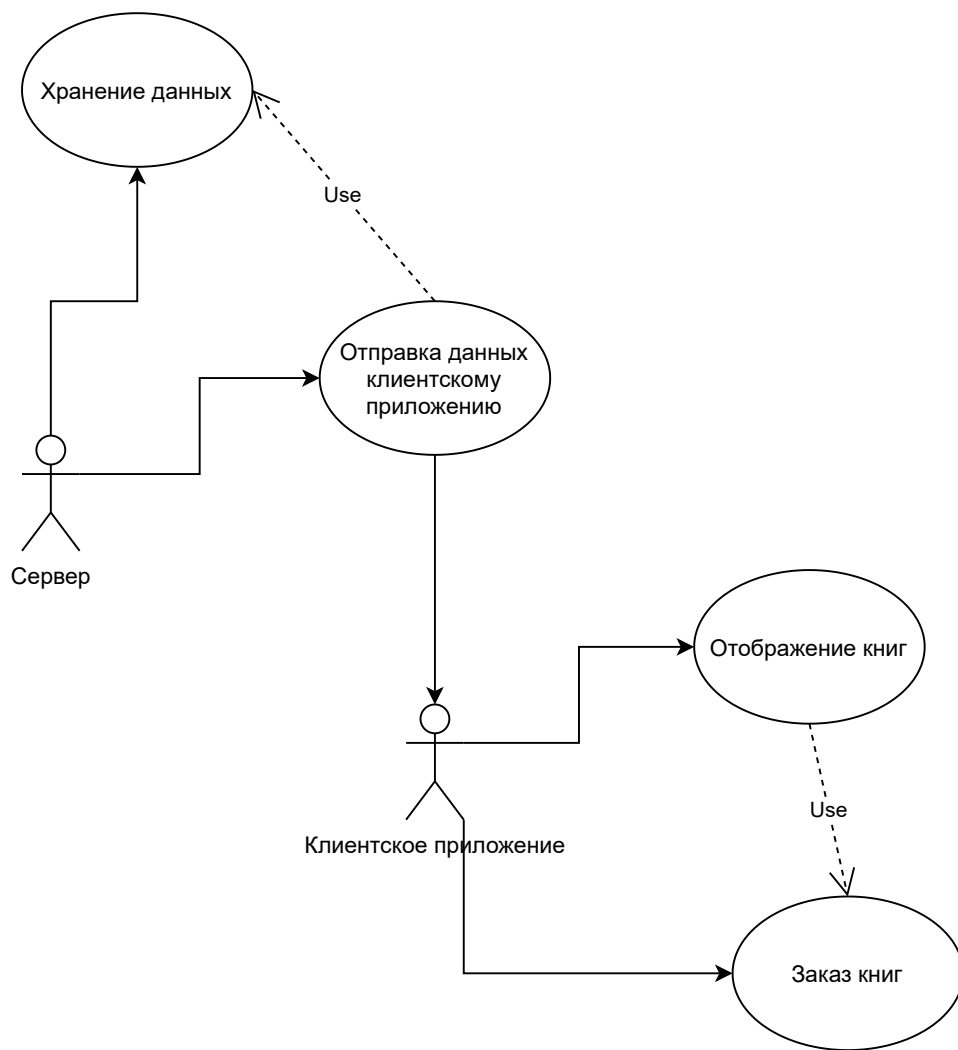 Хранение данных
Use
Отправка данных
клиентскому
приложению
Сервер
Отображение книг
Use
Клиентское приложение
Заказ книг